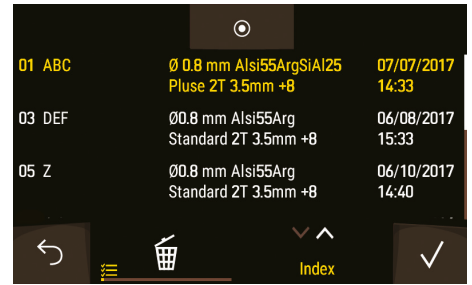 01 ABC Ø 0.8 mm Alsi55ArgSiAl25 07/07/2017
Pluse 2T 3.5mm +8 14:33
03 DEF Ø0.8 mm Alsi55Arg 06/08/2017
Standard 2T 3.5mm +8 15:33
05 Z Ø0.8 mm Alsi55Arg 06/10/2017
Standard 2T 3.5mm +8 14:40
Index